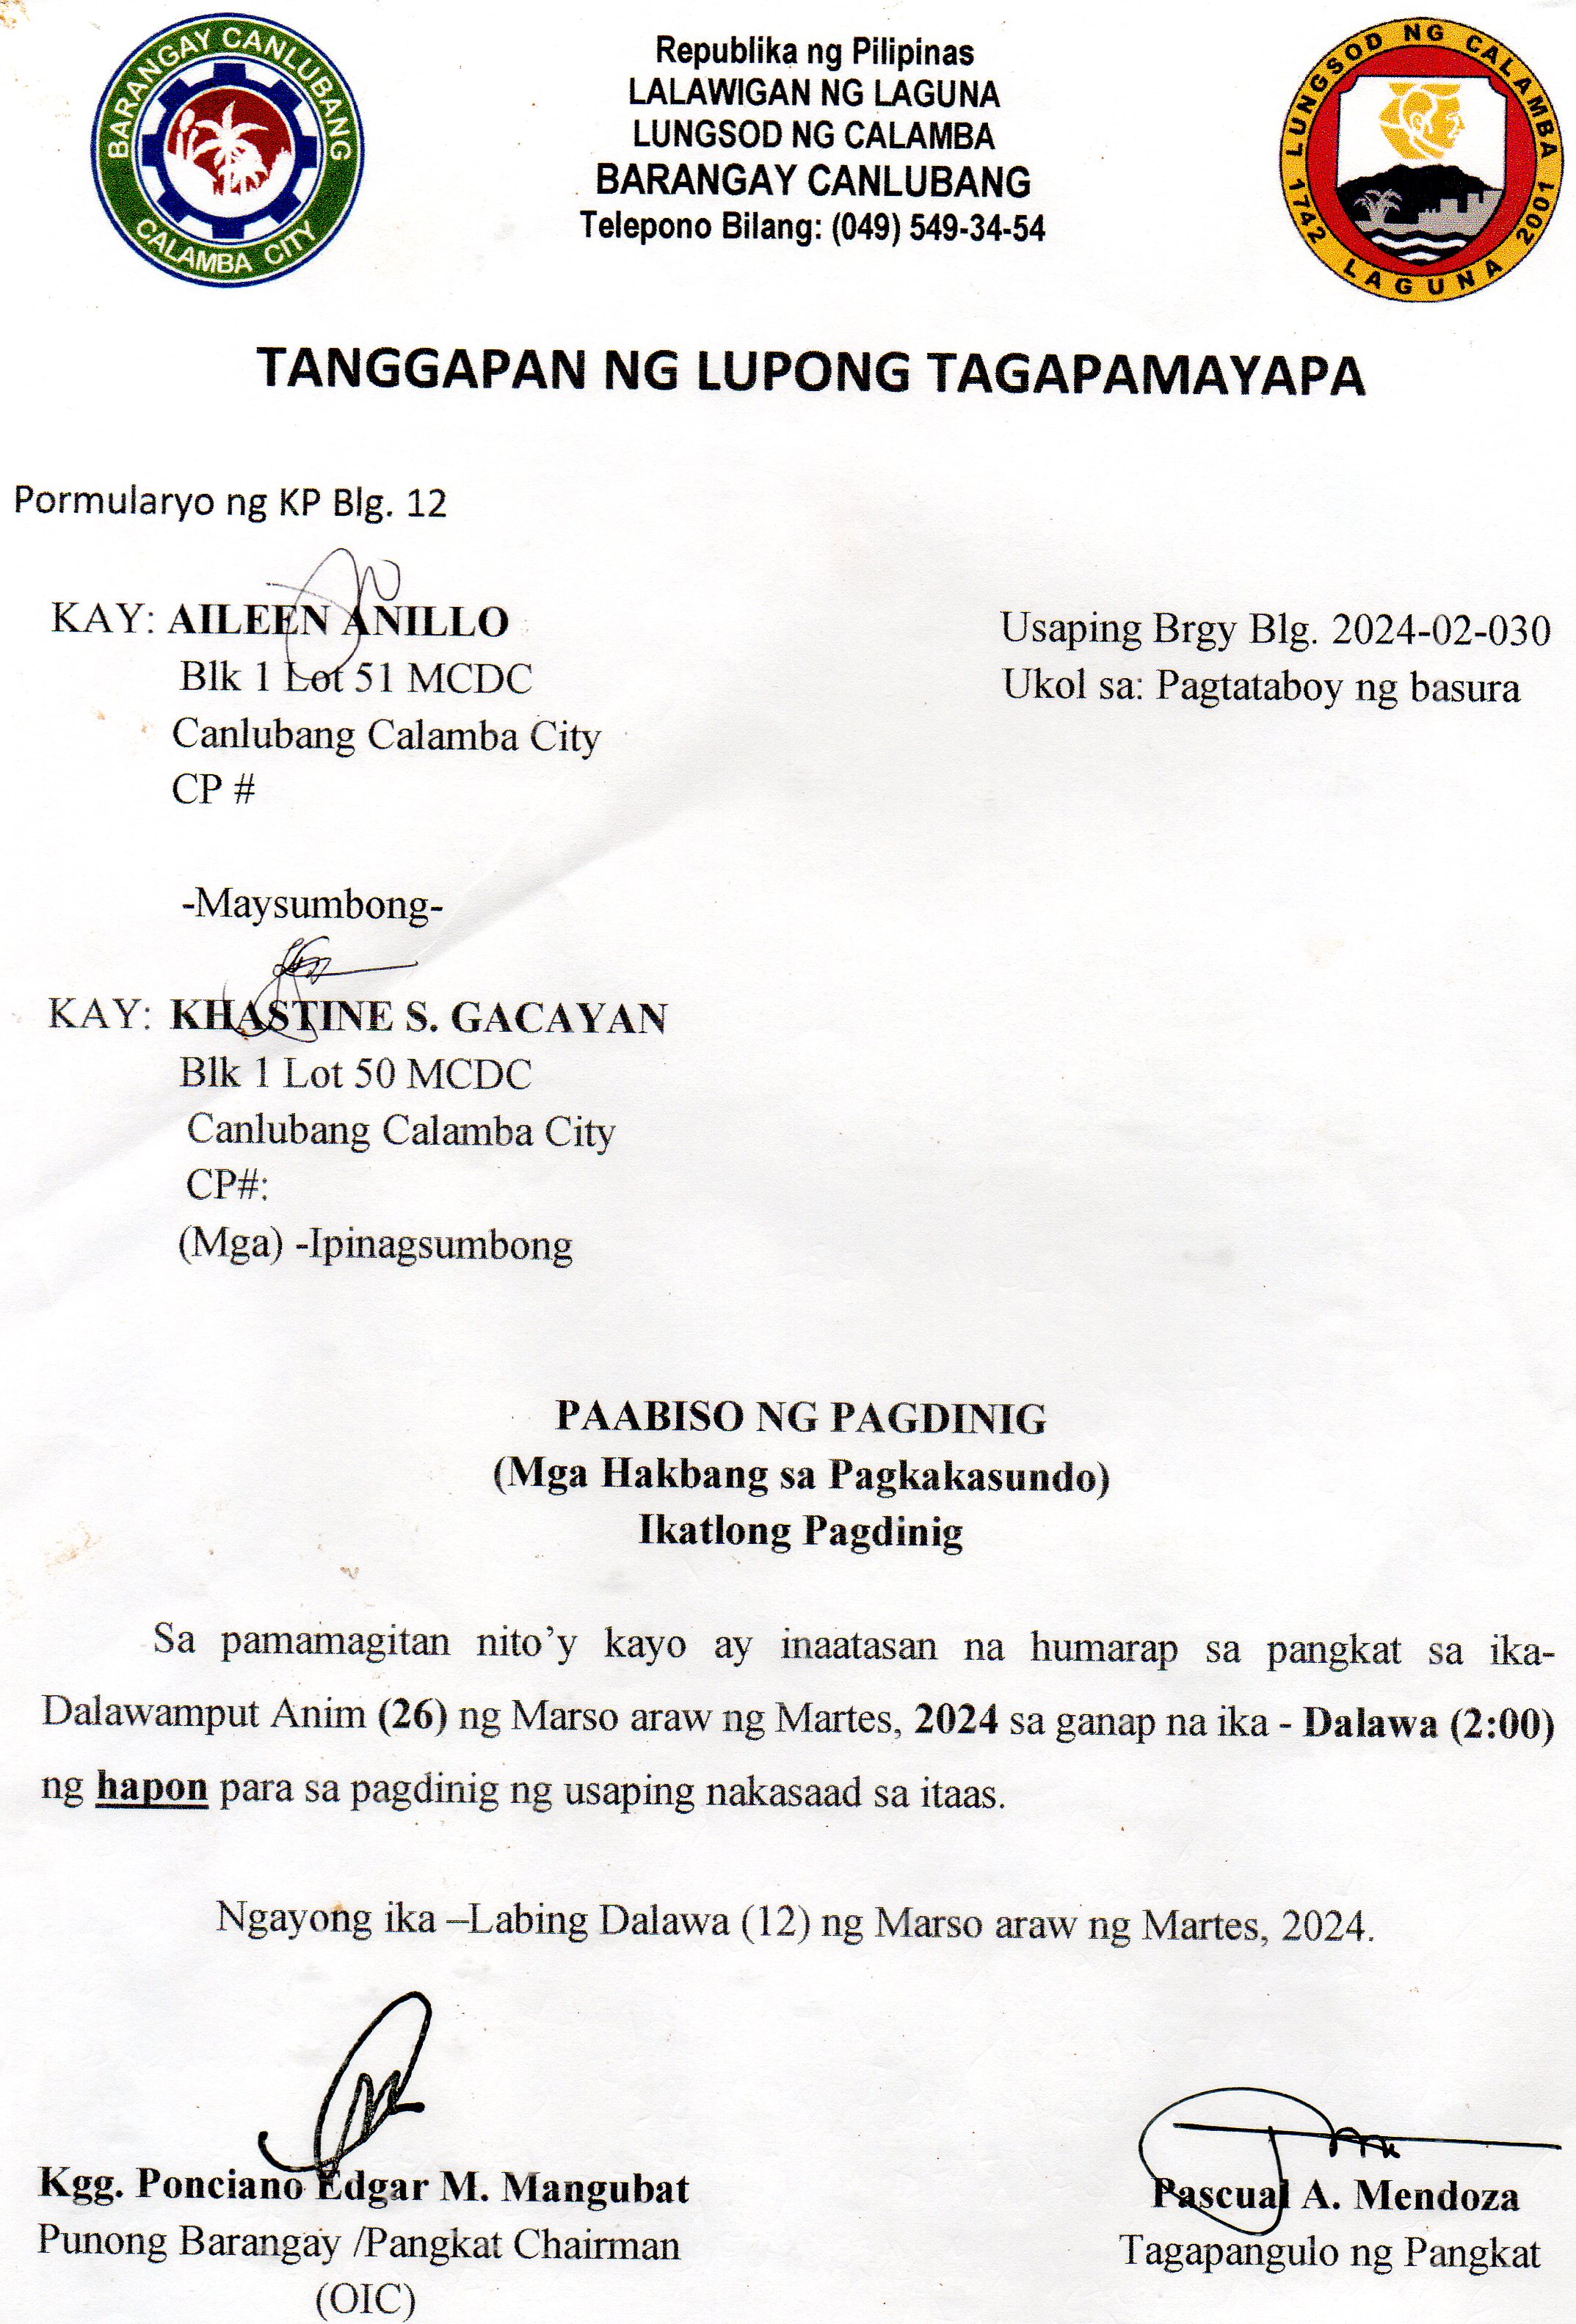 BARANGAY CANLUBANG
CALAMBA CITY
Republika ng Pilipinas
LALAWIGAN NG LAGUNA
LUNGSOD NG CALAMBA
BARANGAY CANLUBANG
Telepono Bilang: (049) 549-34-54
LUNGSOD NG CALAMBA
1742 LAGUNA 2001
TANGGAPAN NG LUPONG TAGAPAMAYAPA
Pormularyo ng KP Blg. 12
KAY: AILEEN ANILLO
Blk 1 Lot 51 MCDC
Canlubang Calamba City
CP #
Usaping Brgy Blg. 2024-02-030
Ukol sa: Pagtataboy ng basura
-Maysumbong-
KAY: KHASTINE S. GACAYAN
Blk 1 Lot 50 MCDC
Canlubang Calamba City
CP#:
(Mga) -Ipinagsumbong
PAABISO NG PAGDINIG
(Mga Hakbang sa Pagkakasundo)
Ikatlong Pagdinig
Sa pamamagitan nito'y kayo ay inaatasan na humarap sa pangkat sa ika-
Dalawamput Anim (26) ng Marso araw ng Martes, 2024 sa ganap na ika - Dalawa (2:00)
ng hapon para sa pagdinig ng usaping nakasaad sa itaas.
Ngayong ika –Labing Dalawa (12) ng Marso araw ng Martes, 2024.
Kgg. Ponciano Edgar M. Mangubat
Punong Barangay /Pangkat Chairman
(OIC)
Pascual A. Mendoza
Tagapangulo ng Pangkat